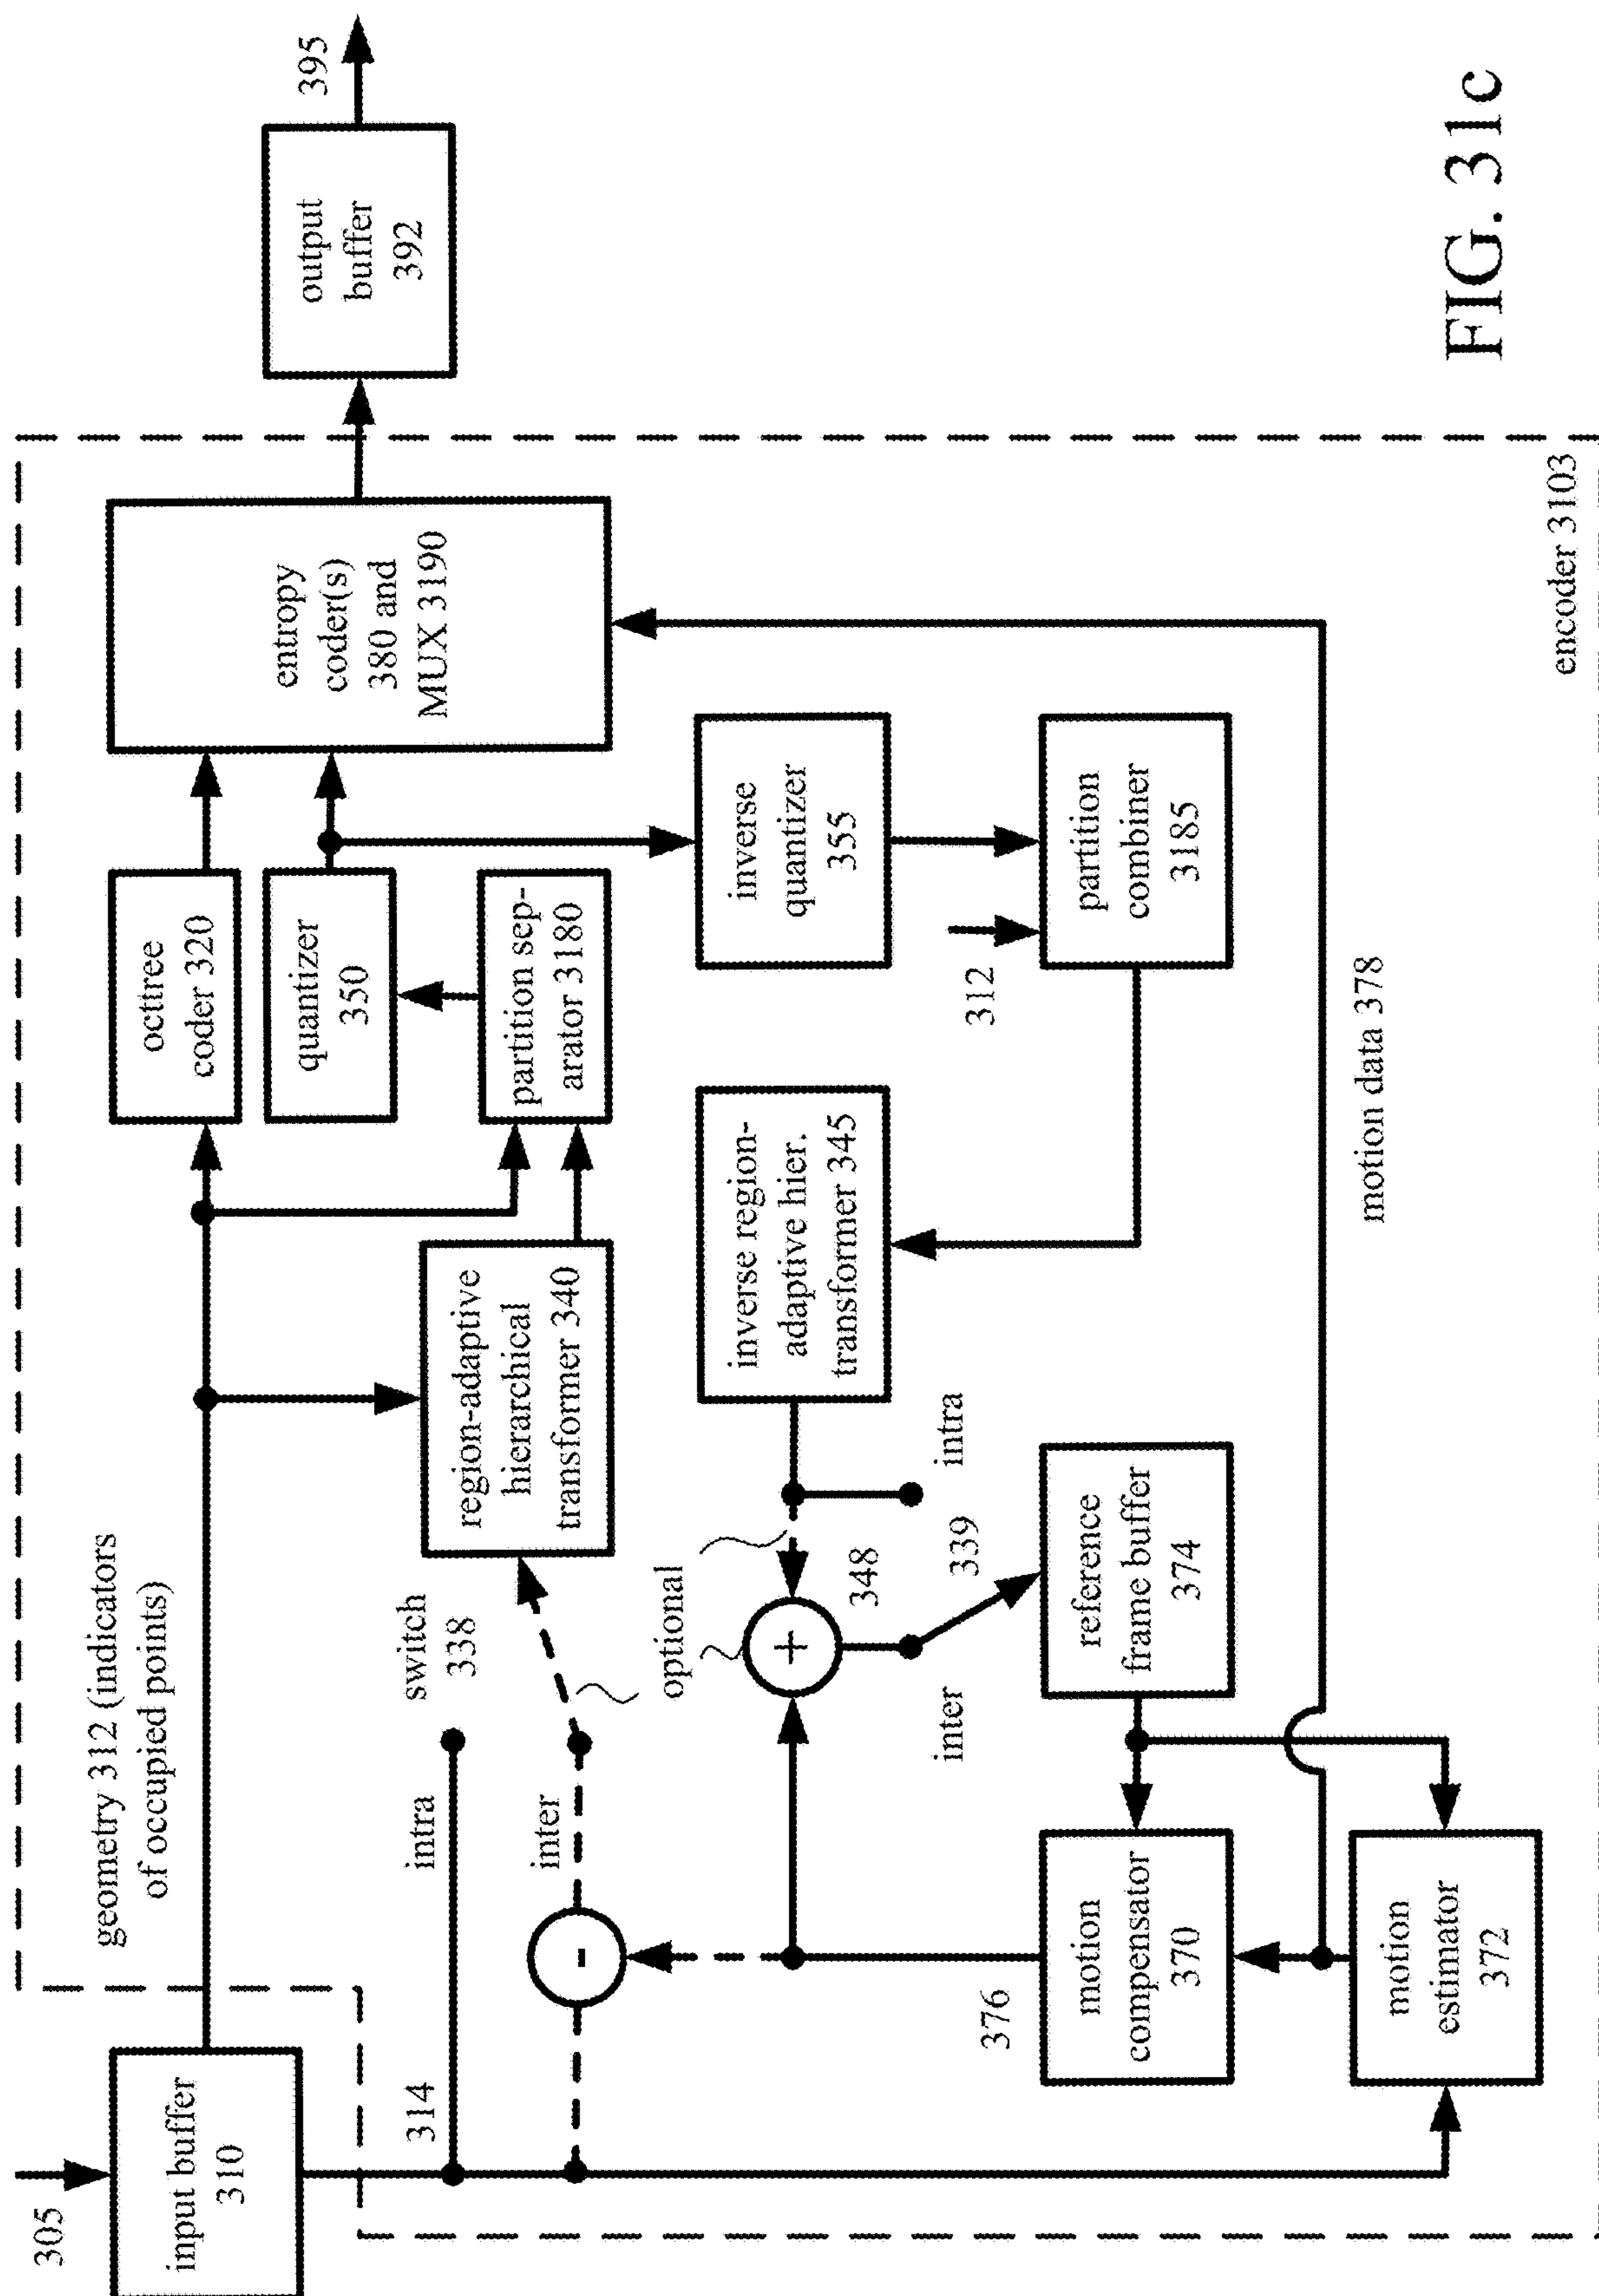 305
input buffer
310
geometry 312 (indicators
of occupied points)
octtree
coder 320
quantizer
350
partition sep-
arator 3180
entropy
coder(s)
380 and
MUX 3190
output
buffer
392
395
314
intra
switch
338
inter
region-adaptive
hierarchical
transformer 340
optional
inverse region-
adaptive hier.
transformer 345
inverse
quantizer
355
312
partition
combiner
3185
348
intra
339
inter
reference
frame buffer
374
376
motion
compensator
370
motion
estimator
372
motion data 378
encoder 3103
+
-
FIG. 31c